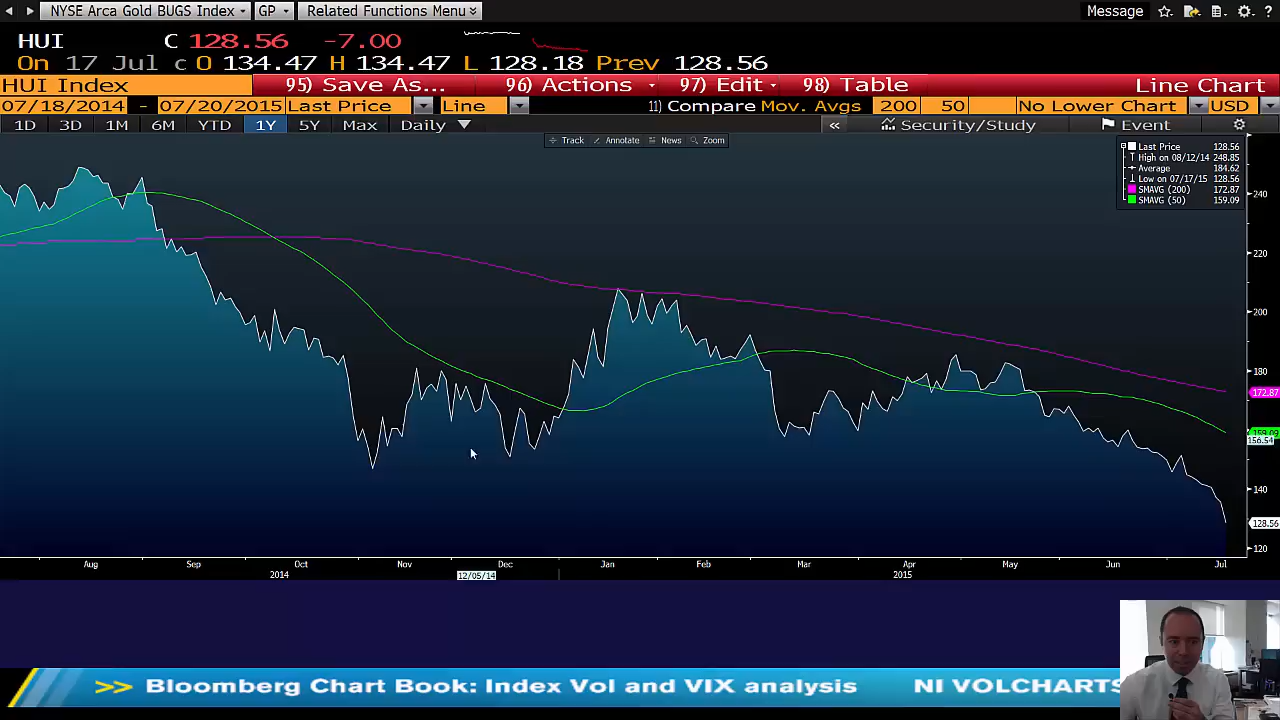 NYSE Arca Gold BUGS Index GP Related Functions Menu Message
HUI C 128.56 -7.00
On 17 Jul c O 134.47 H 134.47 L 128.18 Prev 128.56
HUI Index 95) Save As... 96) Actions 97) Edit 98) Table Line Chart
07/18/2014 - 07/20/2015 Last Price Line 11) Compare Mov. Avgs 200 50 No Lower Chart USD
1D 3D 1M 6M YTD 1Y 5Y Max Daily « Security/Study Event
Track Annotate News Zoom
Last Price 128.56
High on 08/12/14 248.85
Average 184.62
Low on 07/17/15 128.56
SMAVG (200) 172.87
SMAVG (50) 159.09
240
220
200
180
172.87
159.09
156.54
140
128.56
120
Aug Sep Oct Nov Dec Jan Feb Mar Apr May Jun Jul
2014 12/05/14 2015
>> Bloomberg Chart Book: Index Vol and VIX analysis NI VOLCHARTS